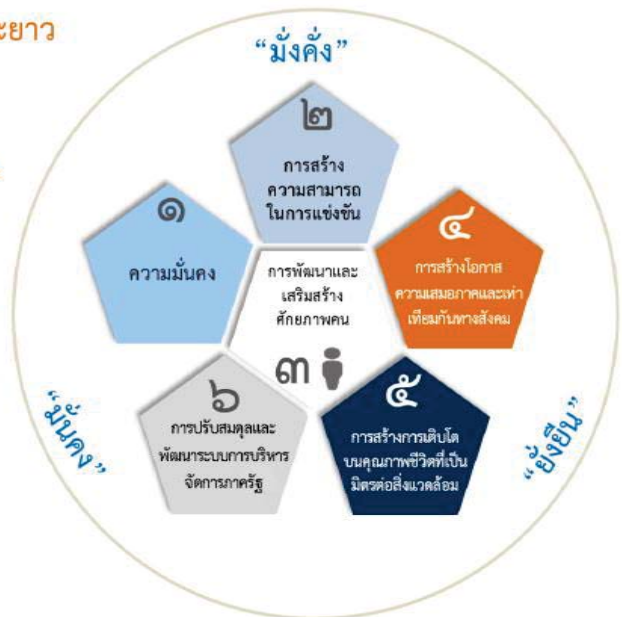 ะยาว
“มั่งคั่ง”
๒
การสร้าง
ความสามารถ
ในการแข่งขัน
๑
ความมั่นคง
๔
การสร้างโอกาส
ความเสมอภาคและเท่า
เทียมกันทางสังคม
การพัฒนาและ
เสริมสร้าง
ศักยภาพคน
๓
๖
การปรับสมดุลและ
พัฒนาระบบการบริหาร
จัดการภาครัฐ
๕
การสร้างการเติบโต
บนคุณภาพชีวิตที่เป็น
มิตรต่อสิ่งแวดล้อม
“มั่นคง”
“ยั่งยืน”